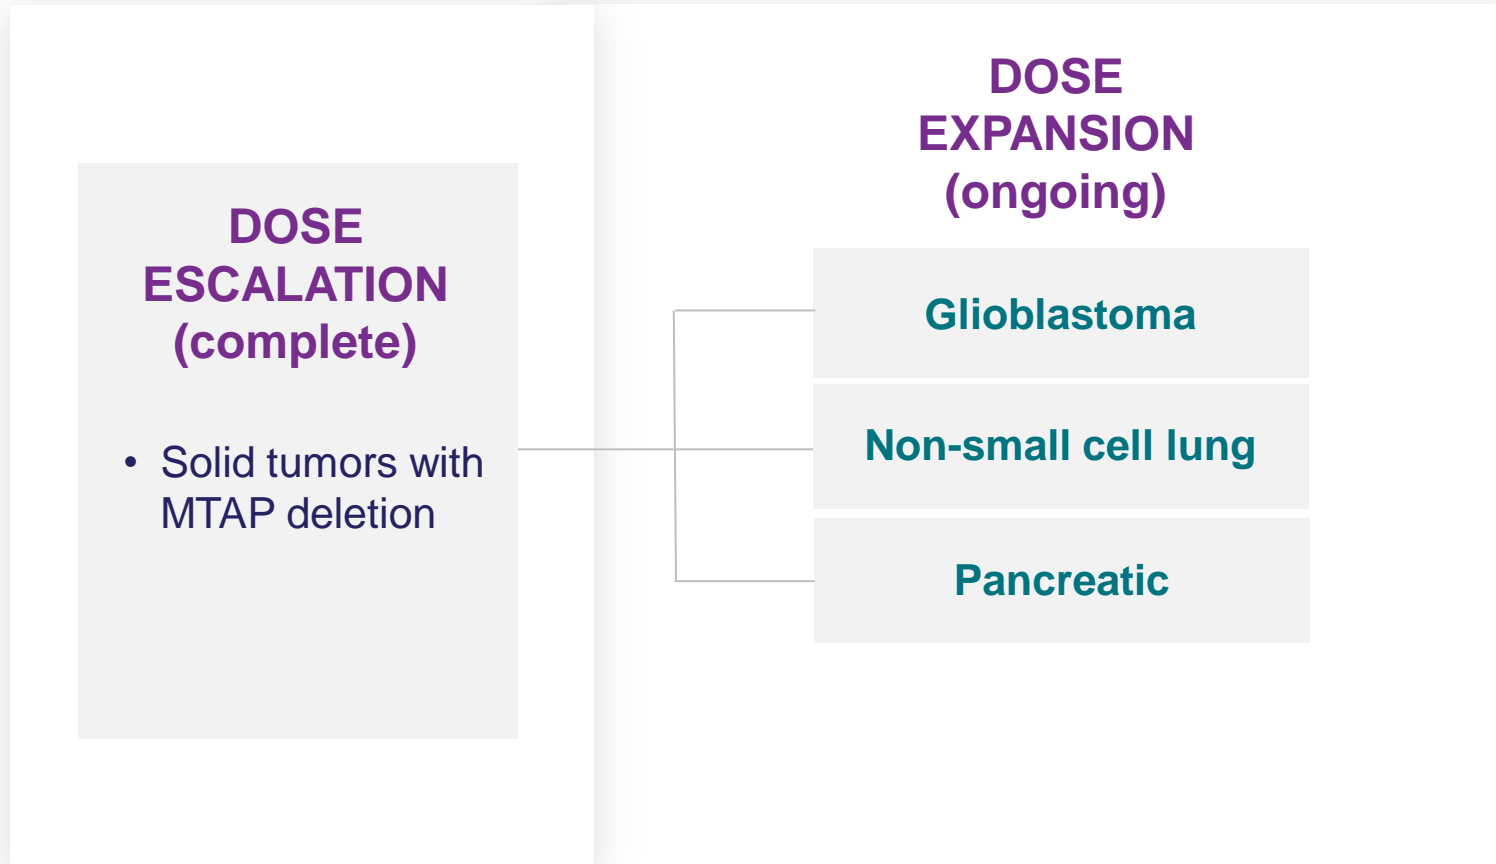 DOSE
ESCALATION
(complete)
• Solid tumors with
MTAP deletion
DOSE
EXPANSION
(ongoing)
Glioblastoma
Non-small cell lung
Pancreatic